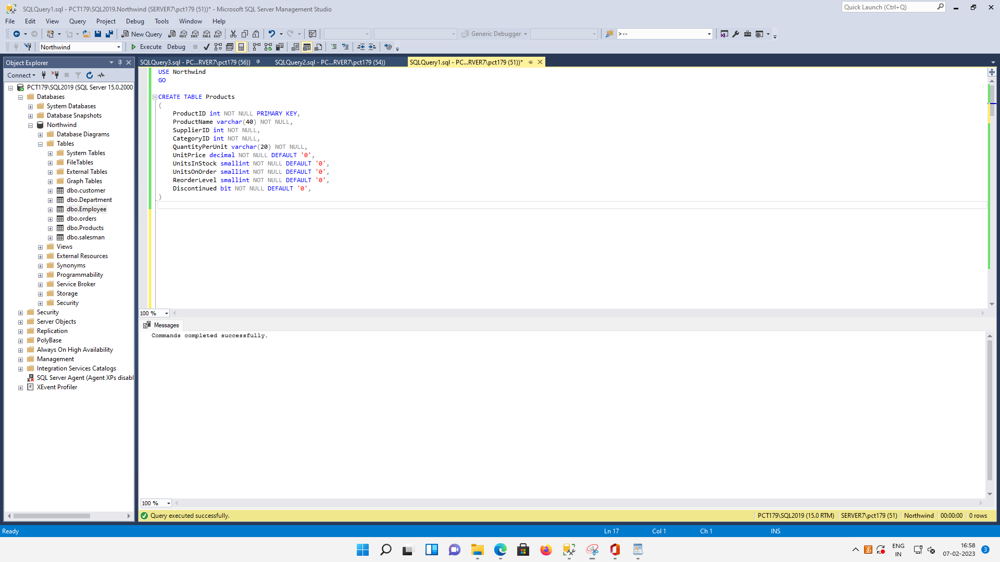 SQLQuery1.sql - PCT179\SQL2019.Northwind (SERVER7\pct179 (51))* - Microsoft SQL Server Management Studio
Quick Launch (Ctrl+Q)
File Edit View Query Project Debug Tools Window Help
New Query
Generic Debugger
>--
Northwind
Execute Debug
Object Explorer
Connect
PCT179\SQL2019 (SQL Server 15.0.2000
Databases
System Databases
Database Snapshots
Northwind
Database Diagrams
Tables
System Tables
FileTables
External Tables
Graph Tables
dbo.customer
dbo.Department
dbo.Employee
dbo.orders
dbo.Products
dbo.salesman
Views
External Resources
Synonyms
Programmability
Service Broker
Storage
Security
Security
Server Objects
Replication
PolyBase
Always On High Availability
Management
Integration Services Catalogs
SQL Server Agent (Agent XPs disabl
XEvent Profiler
SQLQuery3.sql - PC...RVER7\pct179 (56))
SQLQuery2.sql - PC...RVER7\pct179 (54))
SQLQuery1.sql - PC...RVER7\pct179 (51))*
USE Northwind
GO
CREATE TABLE Products
(
ProductID int NOT NULL PRIMARY KEY,
ProductName varchar(40) NOT NULL,
SupplierID int NOT NULL,
CategoryID int NOT NULL,
QuantityPerUnit varchar(20) NOT NULL,
UnitPrice decimal NOT NULL DEFAULT '0',
UnitsInStock smallint NOT NULL DEFAULT '0',
UnitsOnOrder smallint NOT NULL DEFAULT '0',
ReorderLevel smallint NOT NULL DEFAULT '0',
Discontinued bit NOT NULL DEFAULT '0',
)
100 %
Messages
Commands completed successfully.
100 %
Query executed successfully.
PCT179\SQL2019 (15.0 RTM) SERVER7\pct179 (51) Northwind 00:00:00 0 rows
Ready
Ln 17 Col 1 Ch 1 INS
ENG
IN
16:58
07-02-2023
3